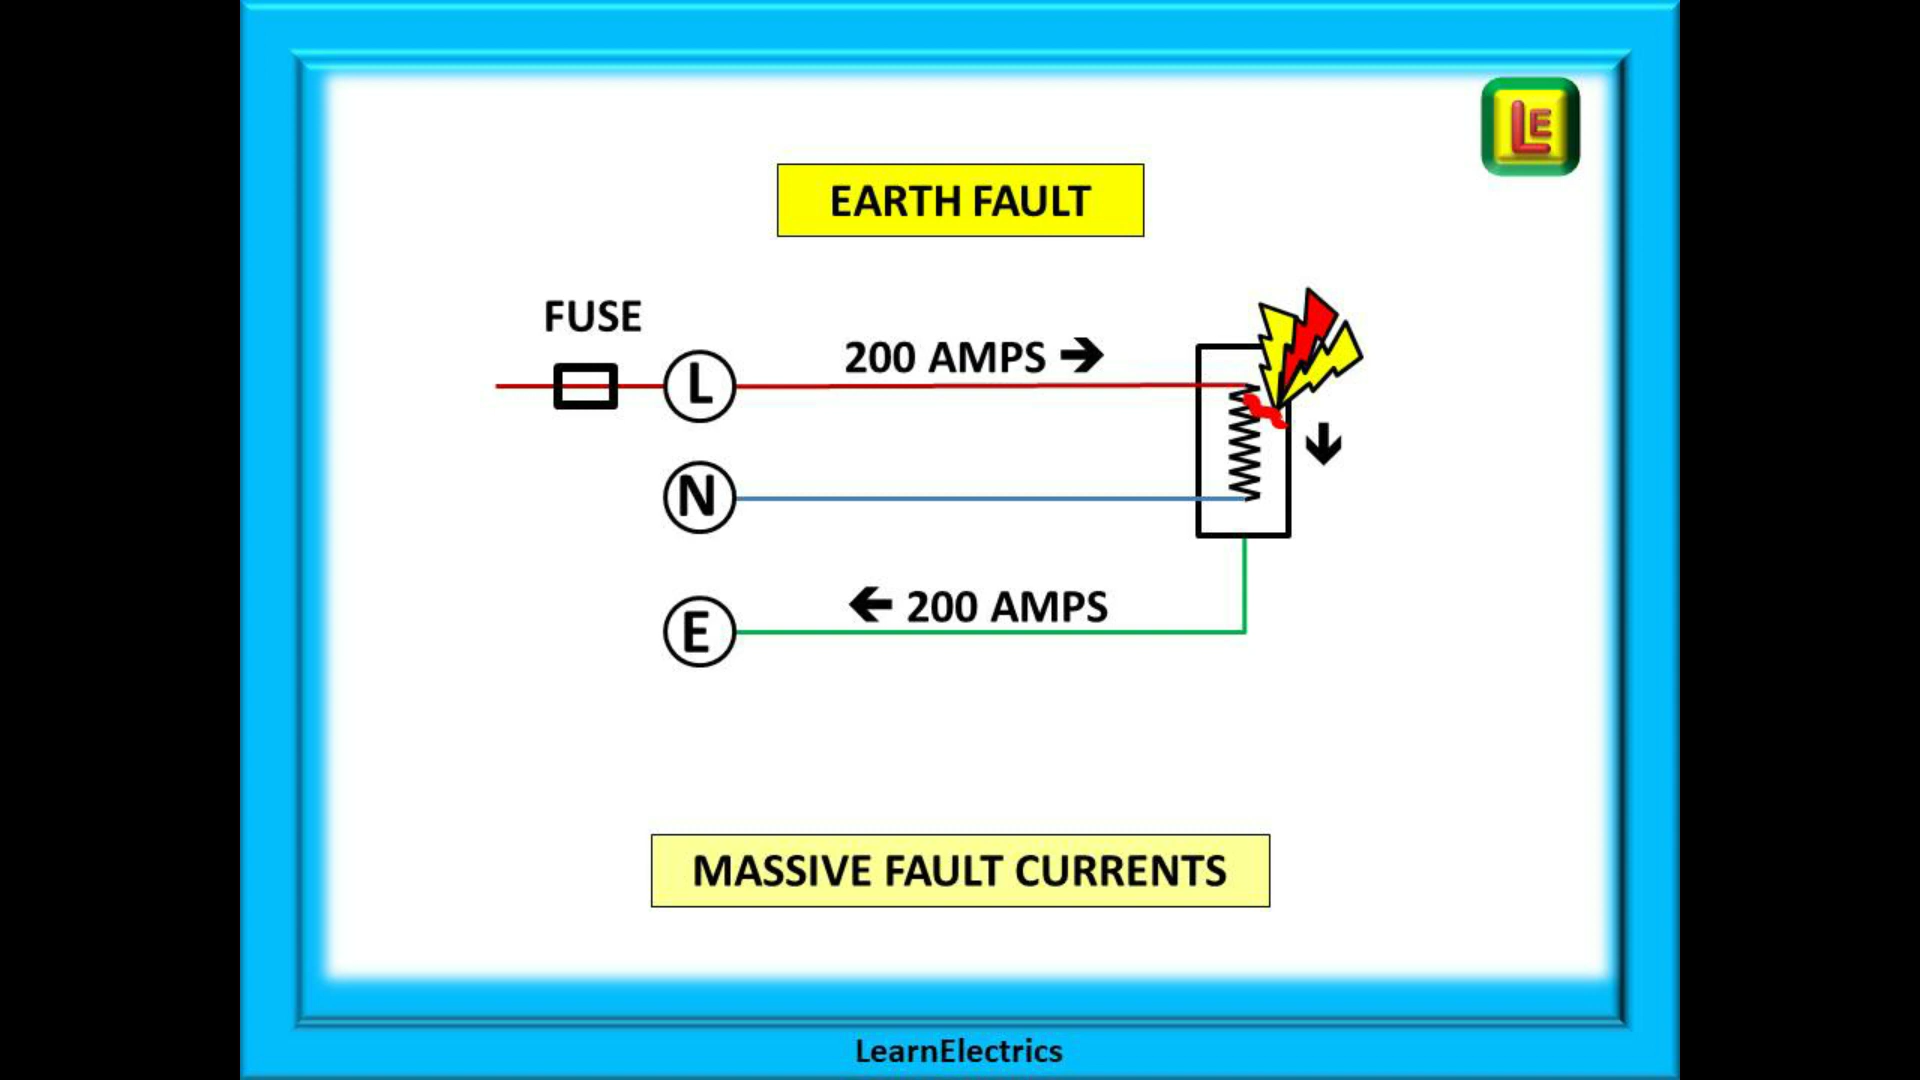 LE
EARTH FAULT
FUSE
200 AMPS →
L
N
← 200 AMPS
E
MASSIVE FAULT CURRENTS
LearnElectrics